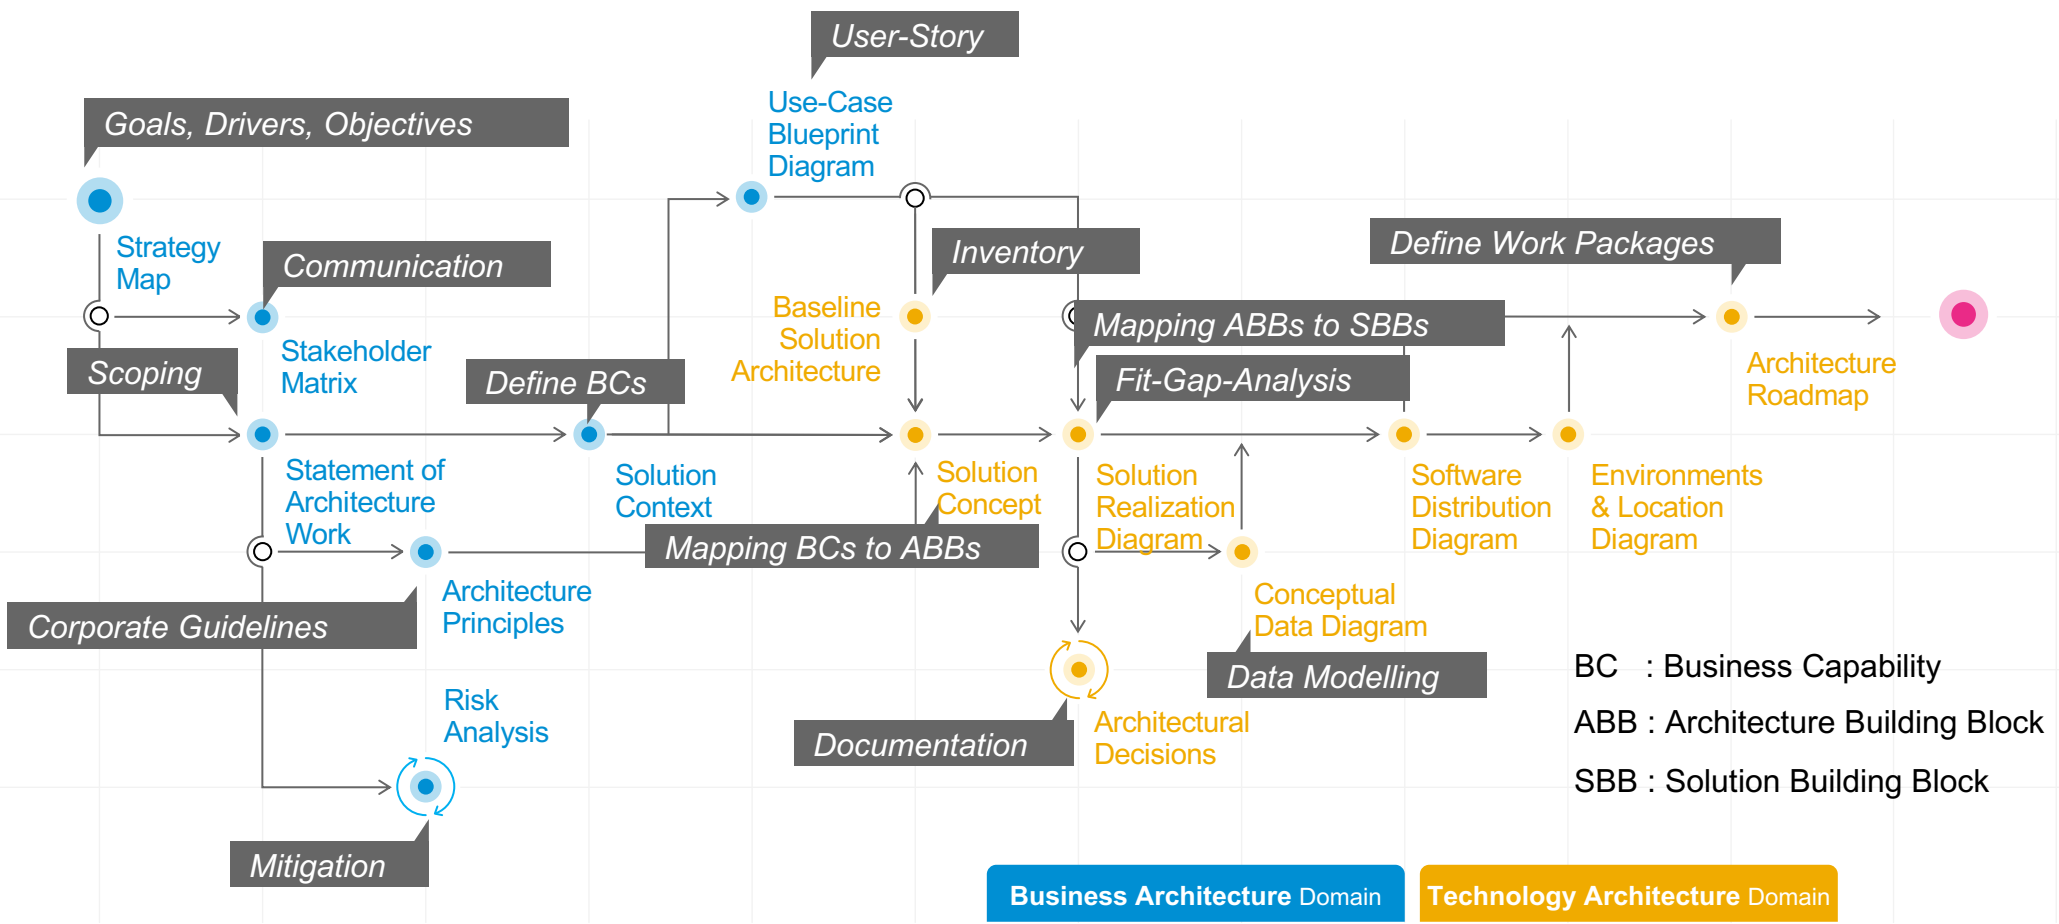 User-Story
Use-Case
Blueprint
Diagram
Goals, Drivers, Objectives
Strategy
Map
Communication
Inventory
Define Work Packages
Baseline
Solution
Architecture
Mapping ABBs to SBBs
Stakeholder
Matrix
Scoping
Define BCs
Fit-Gap-Analysis
Architecture
Roadmap
Statement of
Architecture
Work
Solution
Context
Solution
Concept
Solution
Realization
Diagram
Software
Distribution
Diagram
Environments
& Location
Diagram
Mapping BCs to ABBs
Architecture
Principles
Corporate Guidelines
Conceptual
Data Diagram
Data Modelling
Risk
Analysis
Documentation
Architectural
Decisions
Mitigation
BC : Business Capability
ABB : Architecture Building Block
SBB : Solution Building Block
Business Architecture Domain
Technology Architecture Domain